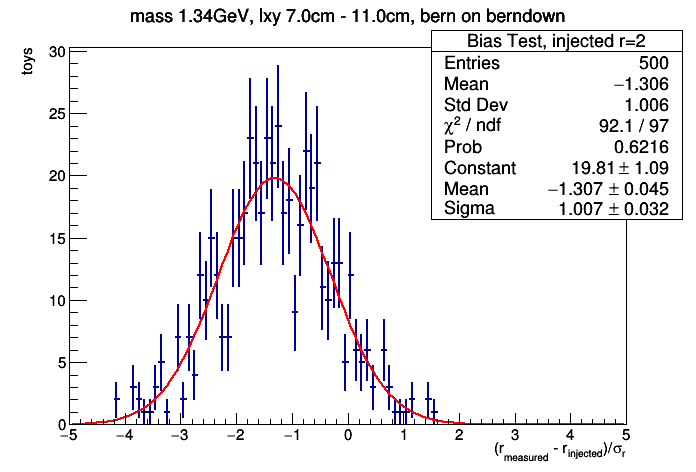 mass 1.34GeV, lxy 7.0cm - 11.0cm, bern on berndown
Bias Test, injected r=2
Entries 500
Mean −1.306
Std Dev 1.006
χ² / ndf 92.1 / 97
Prob 0.6216
Constant 19.81 ± 1.09
Mean −1.307 ± 0.045
Sigma 1.007 ± 0.032
toys
30
25
20
15
10
5
0
−5 −4 −3 −2 −1 0 1 2 3 4 5
(r_measured - r_injected)/σ_r